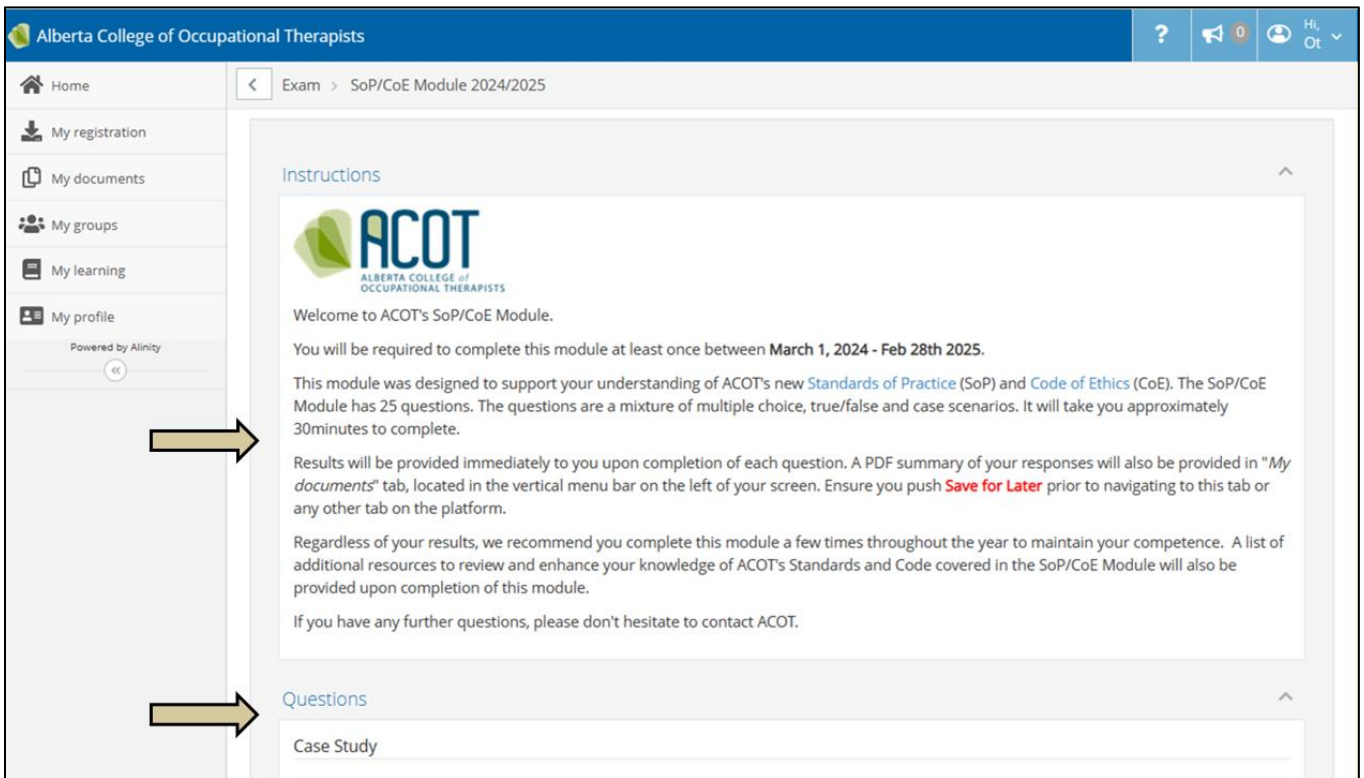 Alberta College of Occupational Therapists
?
0
Hi,
Ot
Home
My registration
My documents
My groups
My learning
My profile
Powered by Alinity
Exam > SoP/CoE Module 2024/2025
Instructions
ACOT
ALBERTA COLLEGE of
OCCUPATIONAL THERAPISTS
Welcome to ACOT's SoP/CoE Module.
You will be required to complete this module at least once between March 1, 2024 - Feb 28th 2025.
This module was designed to support your understanding of ACOT's new Standards of Practice (SoP) and Code of Ethics (CoE). The SoP/CoE
Module has 25 questions. The questions are a mixture of multiple choice, true/false and case scenarios. It will take you approximately
30minutes to complete.
Results will be provided immediately to you upon completion of each question. A PDF summary of your responses will also be provided in "My
documents" tab, located in the vertical menu bar on the left of your screen. Ensure you push Save for Later prior to navigating to this tab or
any other tab on the platform.
Regardless of your results, we recommend you complete this module a few times throughout the year to maintain your competence. A list of
additional resources to review and enhance your knowledge of ACOT's Standards and Code covered in the SoP/CoE Module will also be
provided upon completion of this module.
If you have any further questions, please don't hesitate to contact ACOT.
Questions
Case Study